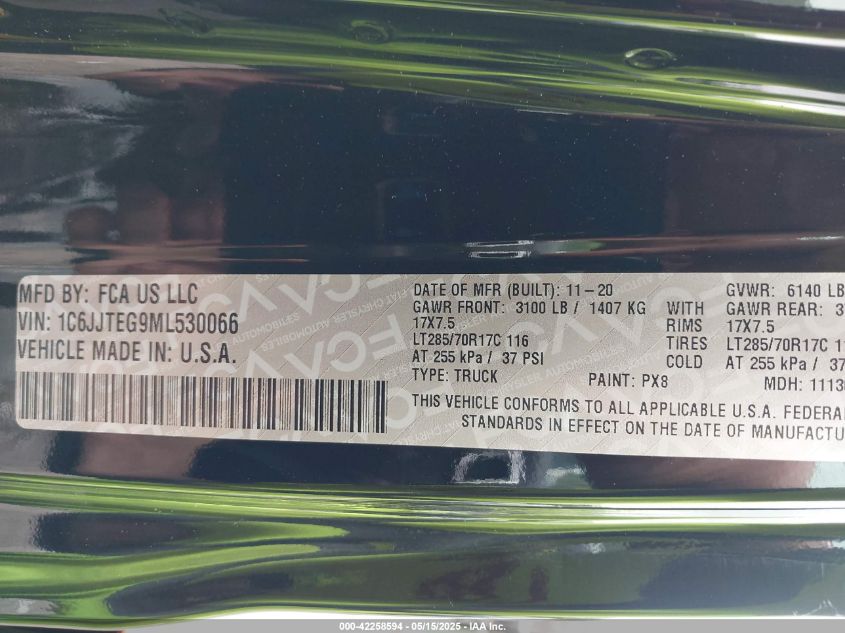 MFD BY: FCA US LLC
VIN: 1C6JJTEG9ML530066
VEHICLE MADE IN: U.S.A.
DATE OF MFR (BUILT): 11-20 GVWR: 6140 LB
GAWR FRONT: 3100 LB / 1407 KG WITH GAWR REAR:
17X7.5 RIMS 17X7.5
LT285/70R17C 116 TIRES LT285/70R17C
AT 255 kPa / 37 PSI COLD AT 255 kPa / 37
TYPE: TRUCK PAINT: PX8 MDH:
THIS VEHICLE CONFORMS TO ALL APPLICABLE U.S.A. FEDERAL
STANDARDS IN EFFECT ON THE DATE OF MANUFACTU
000-42258594 - 05/15/2025 - IAA Inc.